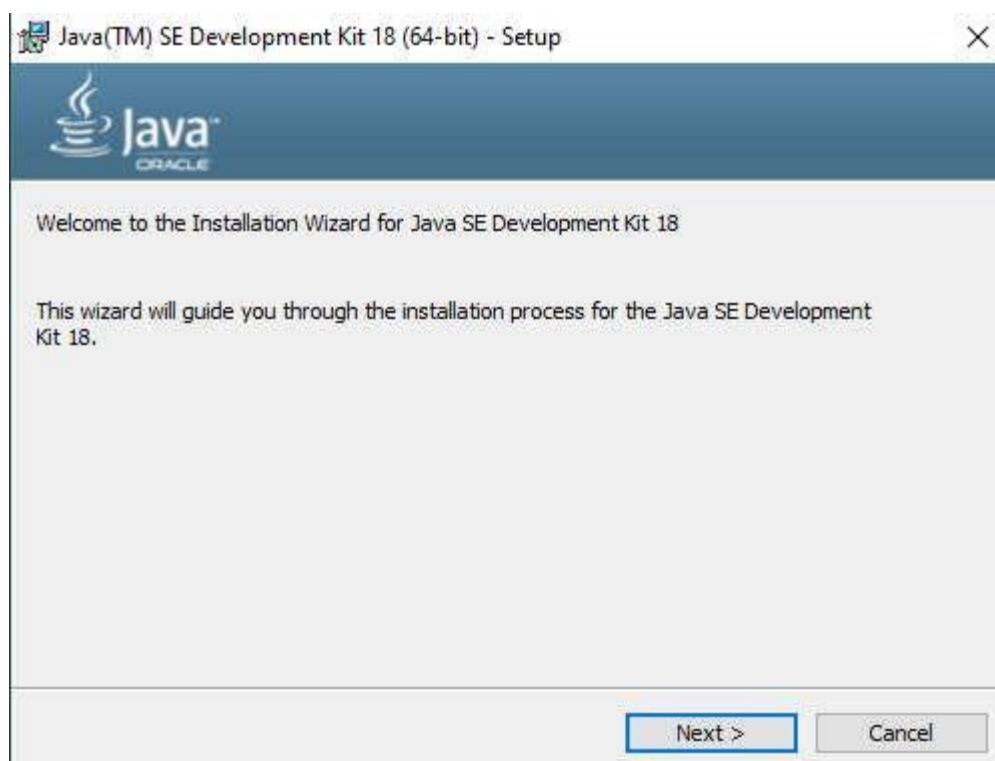 Java(TM) SE Development Kit 18 (64-bit) - Setup
Java™
ORACLE
Welcome to the Installation Wizard for Java SE Development Kit 18
This wizard will guide you through the installation process for the Java SE Development
Kit 18.
Next >
Cancel